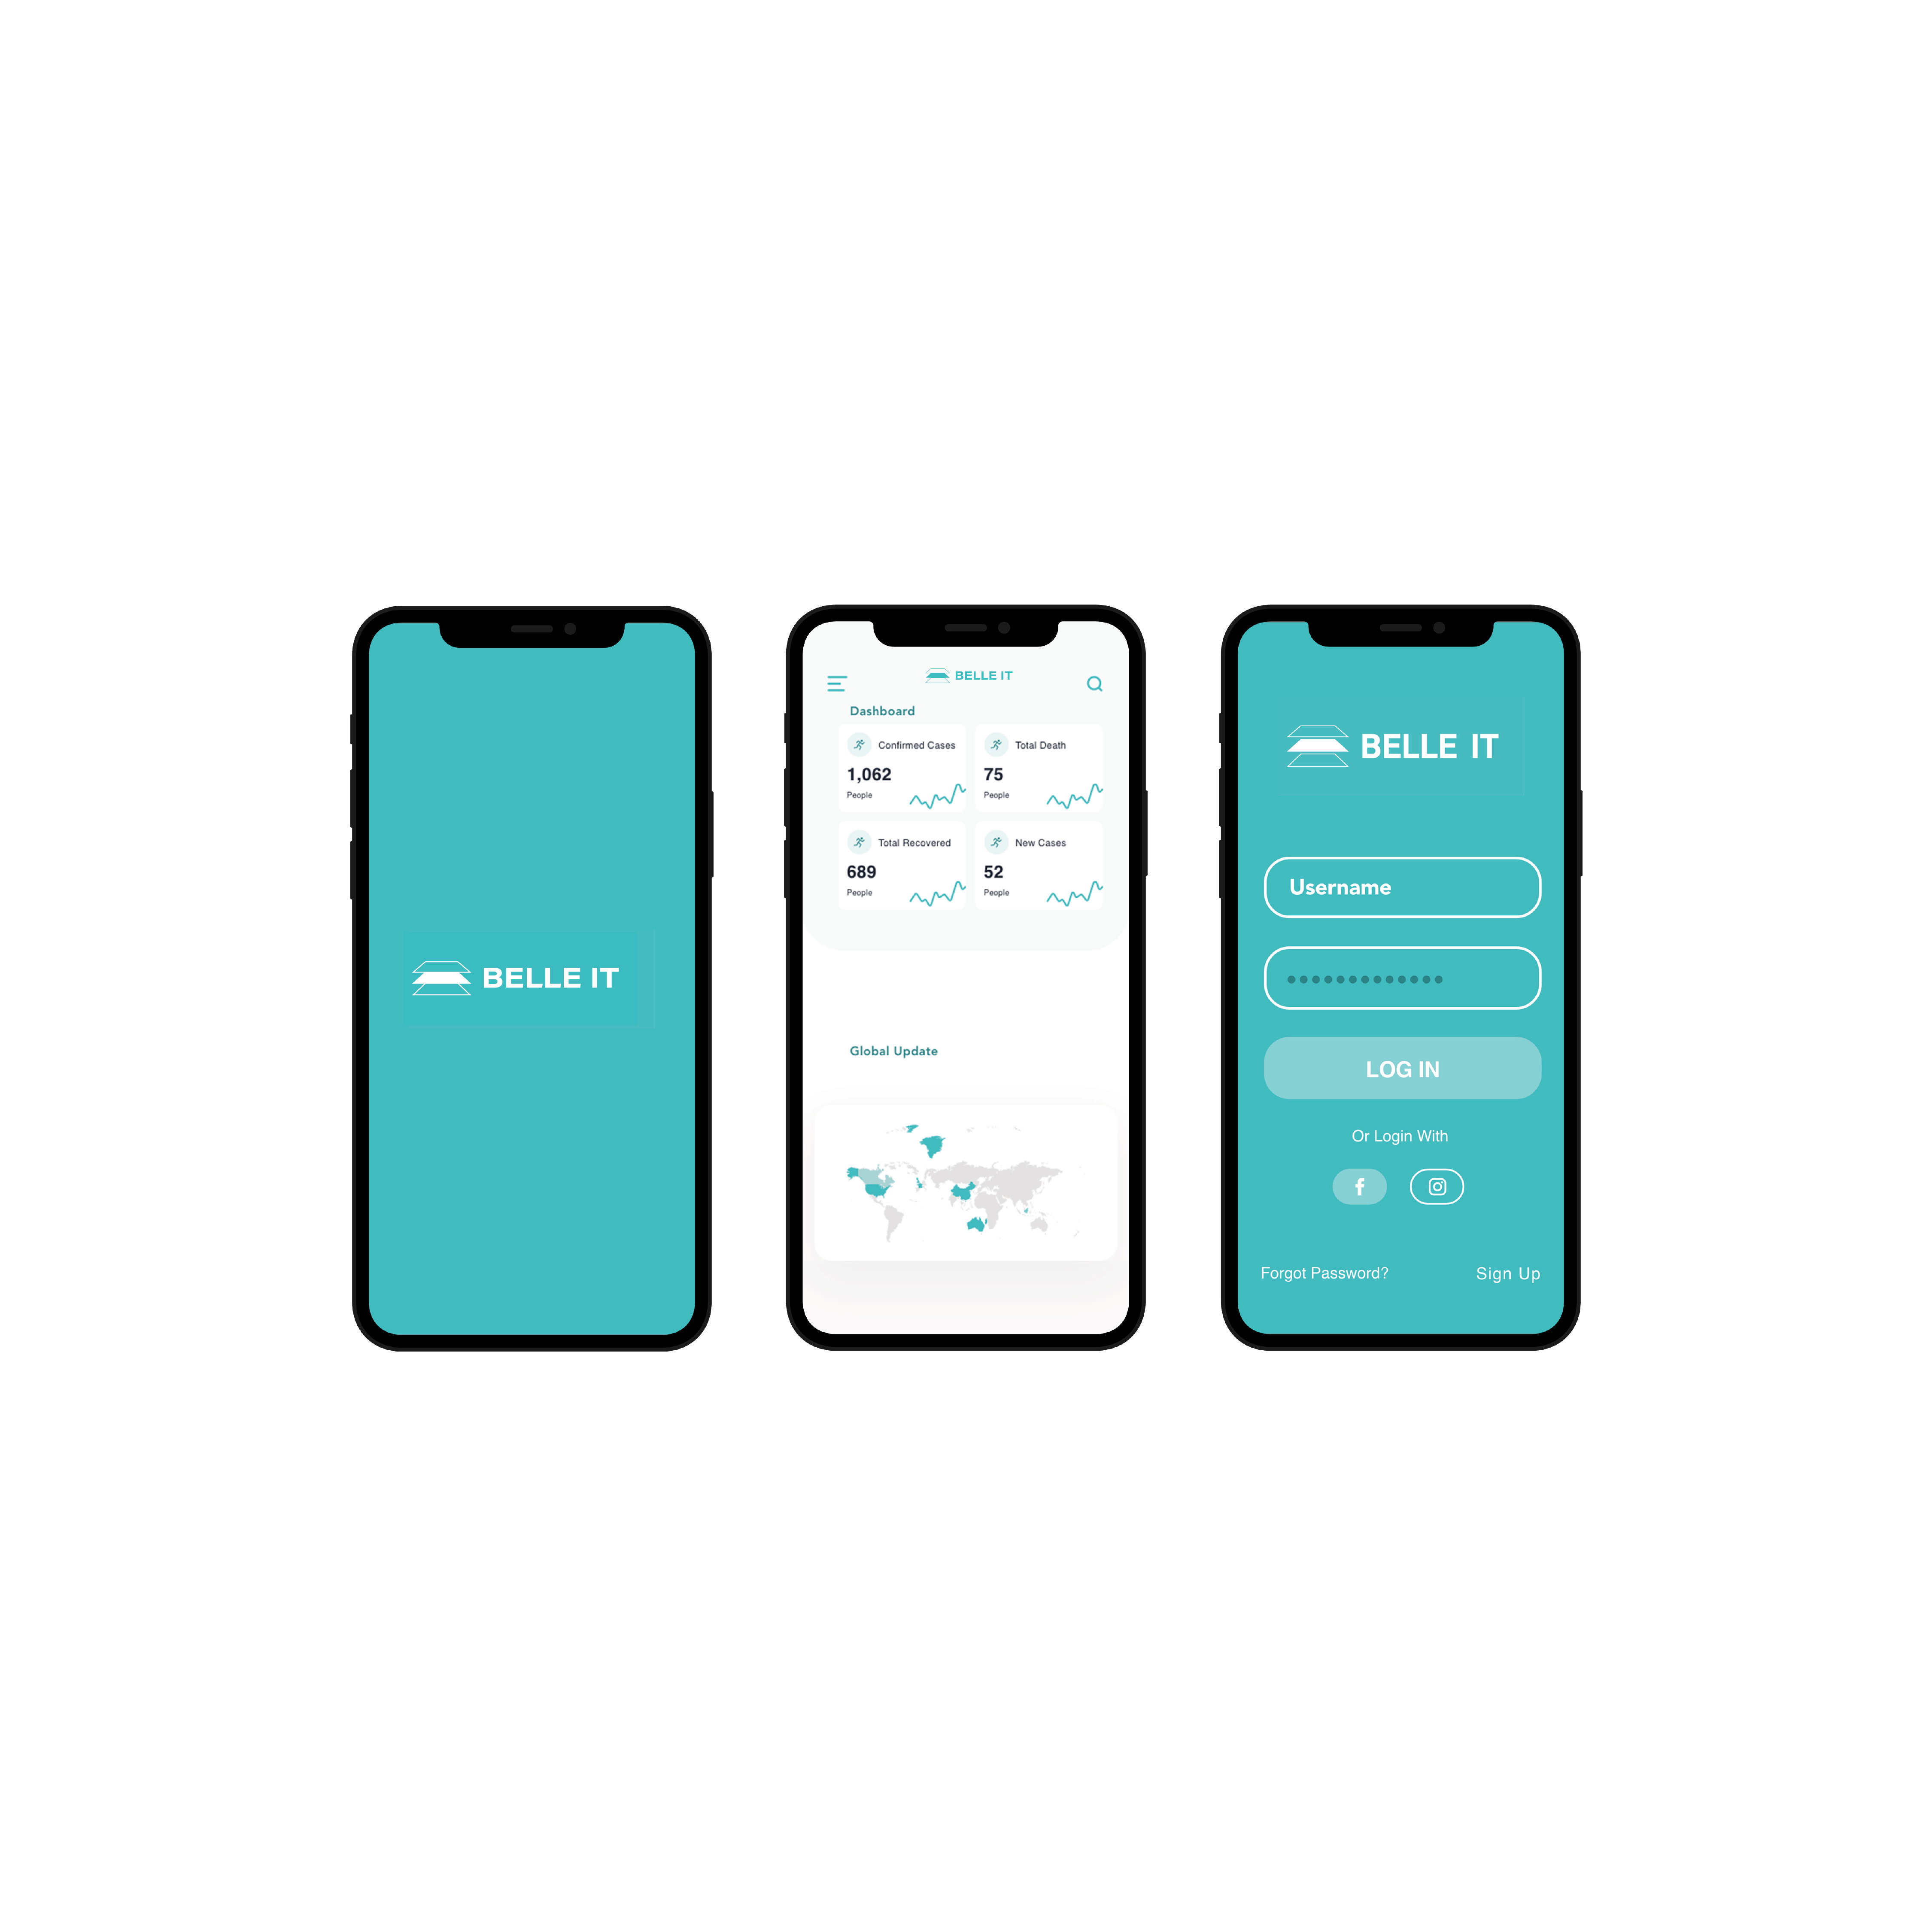 BELLE IT
BELLE IT
Dashboard
Confirmed Cases
1,062
People
Total Death
75
People
Total Recovered
689
People
New Cases
52
People
Global Update
BELLE IT
Username
LOG IN
Or Login With
Forgot Password?
Sign Up